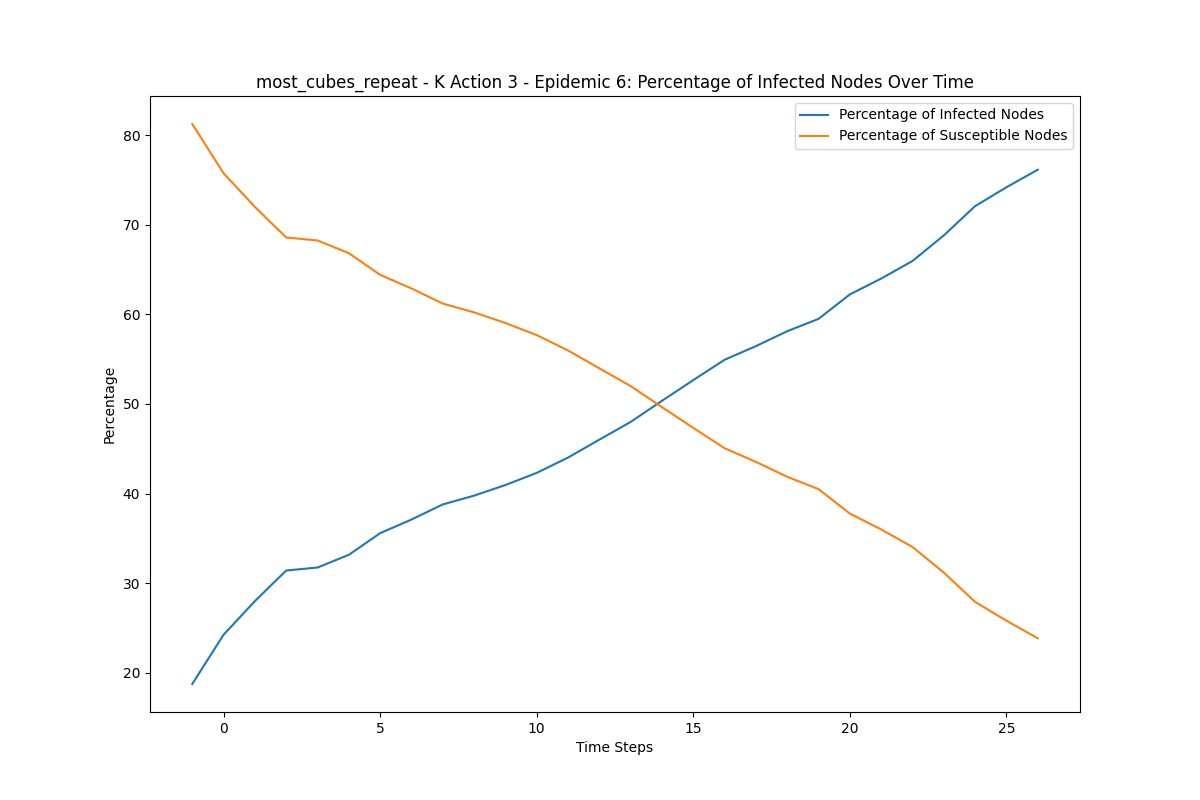 most_cubes_repeat - K Action 3 - Epidemic 6: Percentage of Infected Nodes Over Time
Percentage of Infected Nodes
Percentage of Susceptible Nodes
80
70
60
50
40
30
20
Percentage
0 5 10 15 20 25
Time Steps